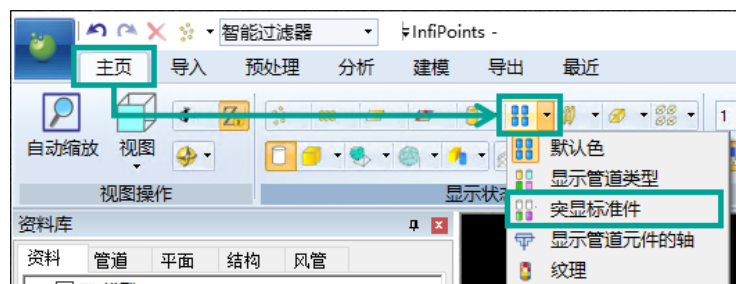 智能过滤器 InfiPoints -
主页 导入 预处理 分析 建模 导出 最近
自动缩放 视图 1
默认色
显示管道类型
视图操作 显示状
突显标准件
资料库
显示管道元件的轴
资料 管道 平面 结构 风管
纹理